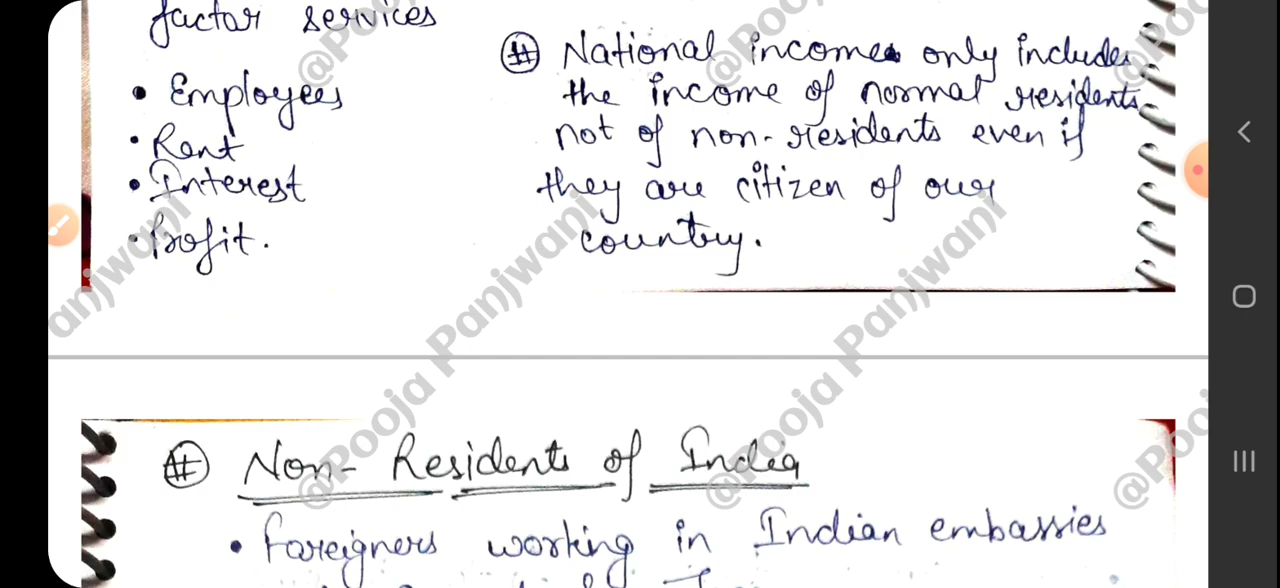 factor services
• Employees
• Rent
• Interest
• Profit.
# National income only includes
the income of normal residents
not of non-residents even if
they are citizen of our
country.
@Pooja Panjwani
# Non-Residents of India
• Foreigners working in Indian embassies